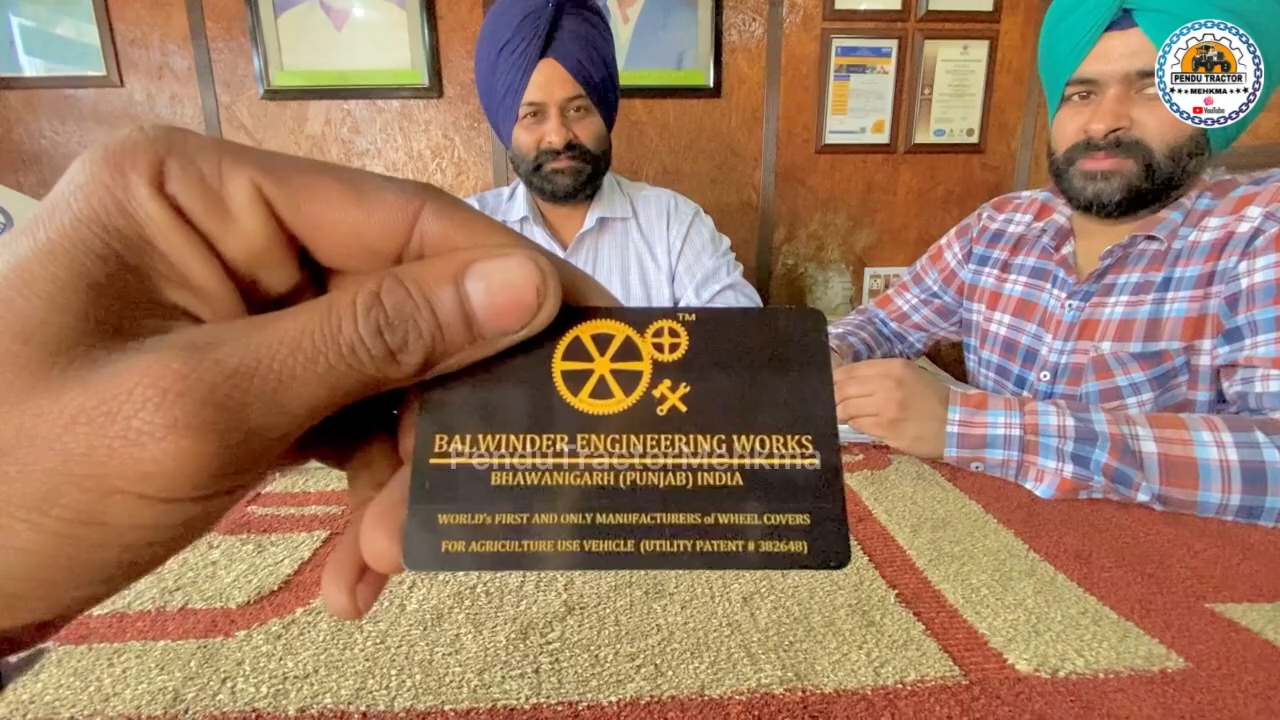 PENDU TRACTOR
MEHKMA
YouTube
TM
BALWINDER ENGINEERING WORKS
PenduTractorMehkma
BHAWANIGARH (PUNJAB) INDIA
WORLD's FIRST AND ONLY MANUFACTURERS of WHEEL COVERS
FOR AGRICULTURE USE VEHICLE (UTILITY PATENT # 382648)